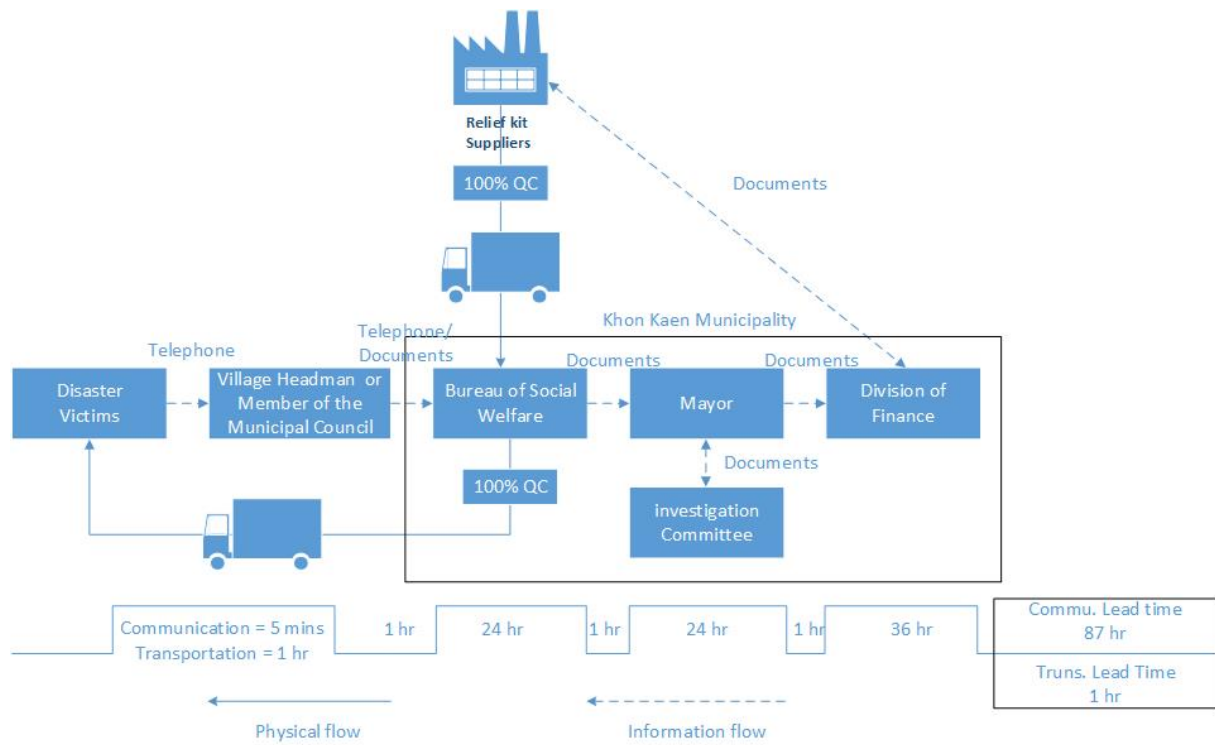 Relief kit
Suppliers
100% QC
Documents
Khon Kaen Municipality
Telephone
Telephone/
Documents
Documents
Documents
Disaster
Victims
Village Headman or
Member of the
Municipal Council
Bureau of Social
Welfare
Mayor
Division of
Finance
Documents
100% QC
investigation
Committee
Communication = 5 mins
Transportation = 1 hr
1 hr
24 hr
1 hr
24 hr
1 hr
36 hr
Commu. Lead time
87 hr
Truns. Lead Time
1 hr
Physical flow
Information flow